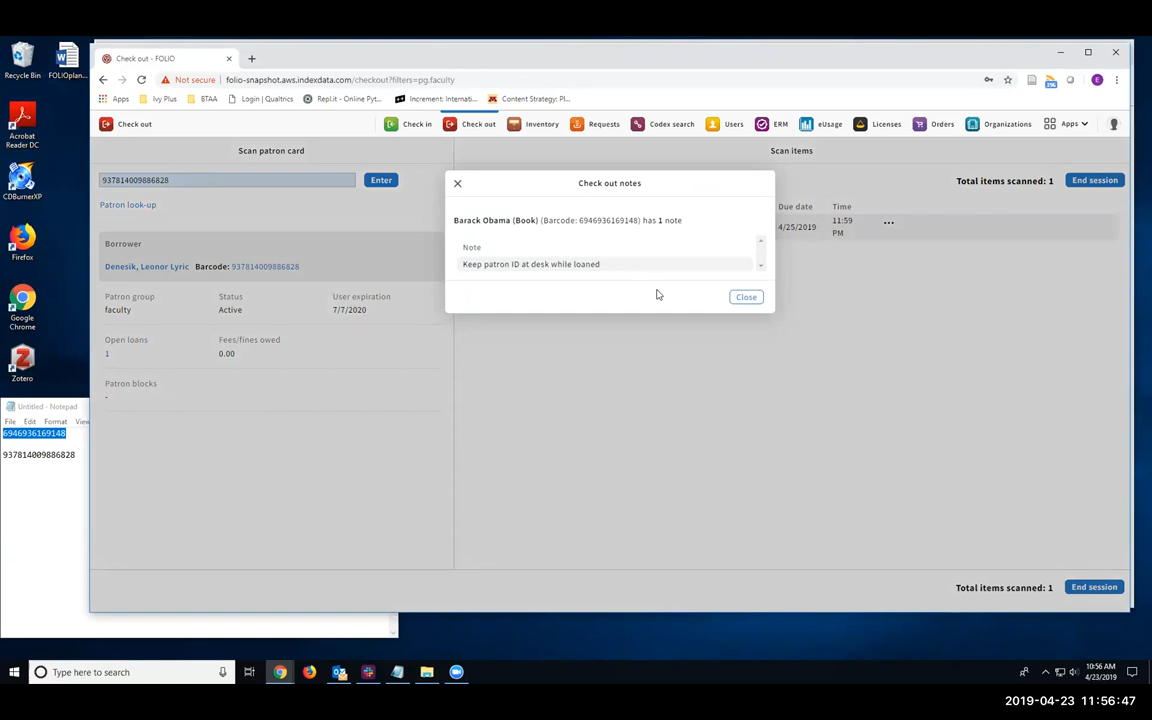 Recycle Bin
FOLIOplan...
Acrobat
Reader DC
CDBurnerXP
Firefox
Google
Chrome
Zotero
Check out - FOLIO
Not secure
folio-snapshot.aws.indexdata.com/checkout?filters=pg.faculty
E
Apps
Ivy Plus
BTAA
Login | Qualtrics
Repl.it - Online Pyt...
Increment: Internati...
Content Strategy: Pl...
Check out
Check in
Check out
Inventory
Requests
Codex search
Users
ERM
eUsage
Licenses
Orders
Organizations
Apps
Scan patron card
Scan items
937814009886828
Enter
Total items scanned: 1
End session
Patron look-up
Borrower
Denesik, Leonor Lyric Barcode: 937814009886828
Patron group
Status
User expiration
faculty
Active
7/7/2020
Open loans
Fees/fines owed
1
0.00
Patron blocks
-
Due date
Time
4/25/2019
11:59
PM
Check out notes
Barack Obama (Book) (Barcode: 6946936169148) has 1 note
Note
Keep patron ID at desk while loaned
Close
Total items scanned: 1
End session
Untitled - Notepad
File Edit Format View
6946936169148
937814009886828
Type here to search
10:56 AM
4/23/2019
2019-04-23 11:56:47